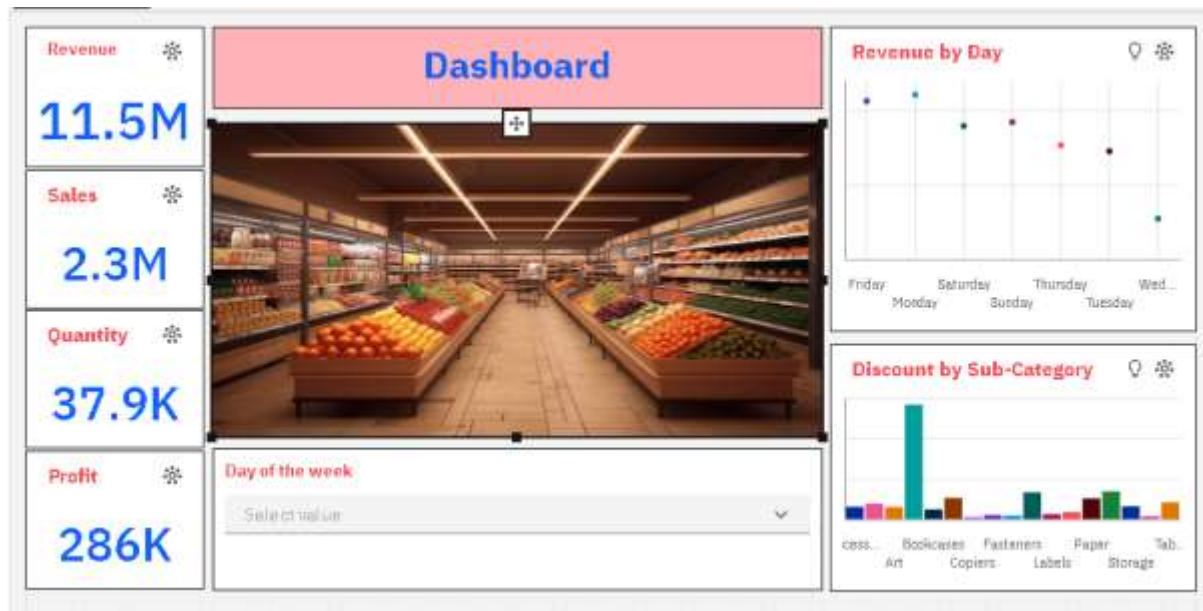 Revenue
11.5M
Sales
2.3M
Quantity
37.9K
Profit
286K
Dashboard
Day of the week
Select value
Revenue by Day
Friday
Monday
Saturday
Sunday
Thursday
Tuesday
Wed...
Discount by Sub-Category
cess...
Art
Bookcases
Copiers
Fasteners
Labels
Paper
Storage
Tab...